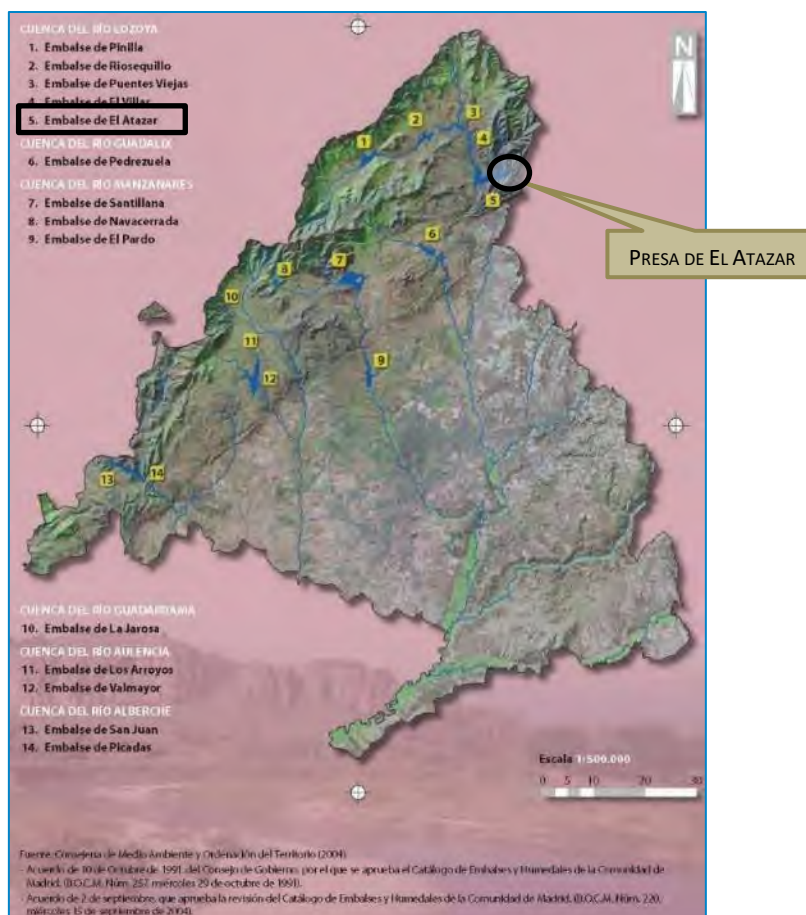 CUENCA DEL RÍO LOZOYA
1. Embalse de Pinilla
2. Embalse de Riosequillo
3. Embalse de Puentes Viejas
4. Embalse de El Villar
5. Embalse de El Atazar
CUENCA DEL RÍO GUADALIX
6. Embalse de Pedrezuela
CUENCA DEL RÍO MANZANARES
7. Embalse de Santillana
8. Embalse de Navacerrada
9. Embalse de El Pardo
N
1
2
3
4
5
6
7
8
9
10
11
12
13
14
PRESA DE EL ATAZAR
CUENCA DEL RÍO GUADARRAMA
10. Embalse de La Jarosa
CUENCA DEL RÍO AULENCIA
11. Embalse de Los Arroyos
12. Embalse de Valmayor
CUENCA DEL RÍO ALBERCHE
13. Embalse de San Juan
14. Embalse de Picadas
Escala 1:500.000
0 5 10 20 30
Fuente: Consejería de Medio Ambiente y Ordenación del Territorio (2004).
- Acuerdo de 10 de Octubre de 1991, del Consejo de Gobierno, por el que se aprueba el Catálogo de Embalses y Humedales de la Comunidad de
Madrid. (B.O.C.M. Núm. 257, miércoles 29 de octubre de 1991).
- Acuerdo de 2 de septiembre, que aprueba la revisión del Catálogo de Embalses y Humedales de la Comunidad de Madrid. (B.O.C.M. Núm. 220,
miércoles 15 de septiembre de 2004).